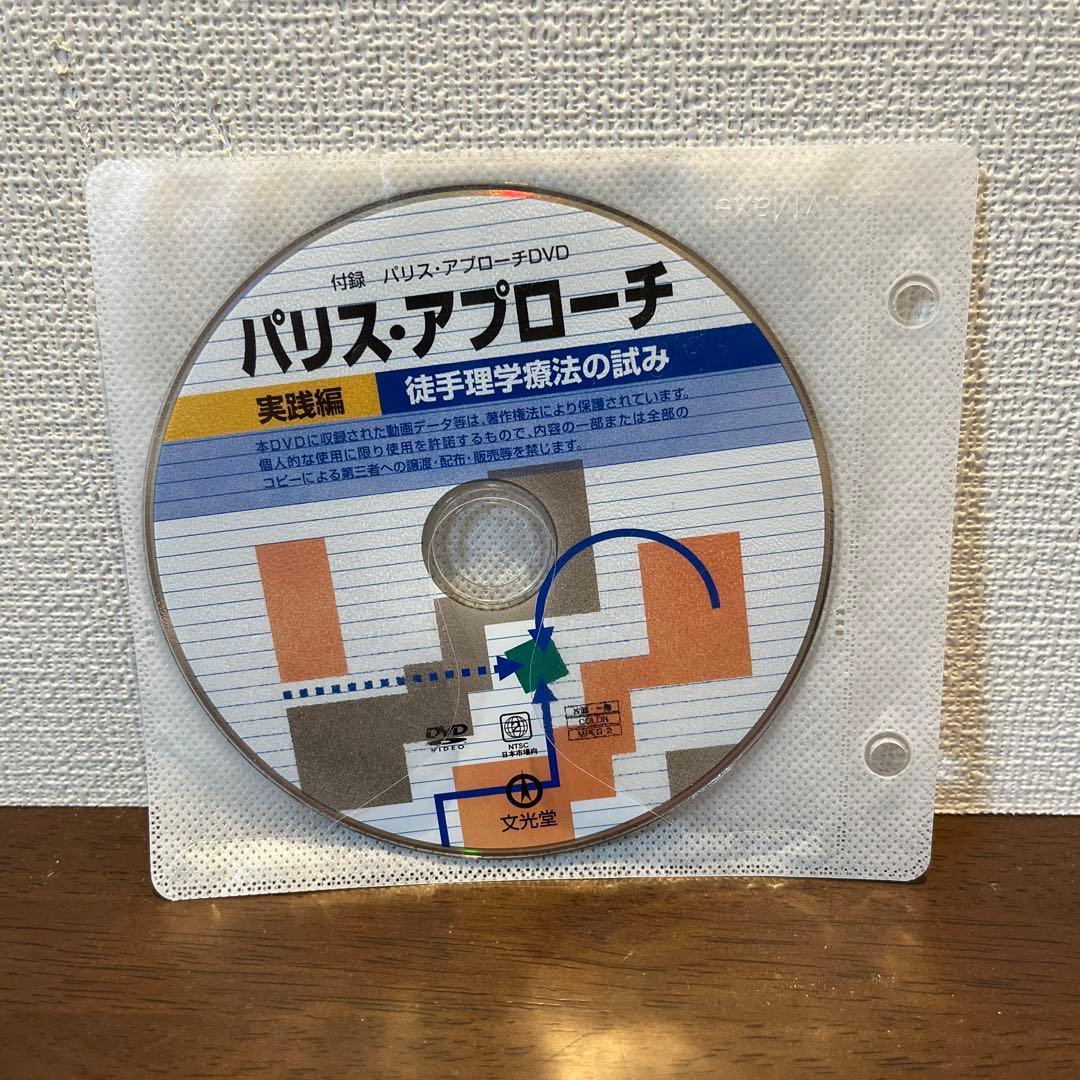 付録 パリス・アプローチDVD
パリス・アプローチ
実践編 徒手理学療法の試み
本DVDに収録された動画データ等は、著作権法により保護されています。
個人的な使用に限り使用を許諾するもので、内容の一部または全部の
コピーによる第三者への譲渡・配布・販売等を禁じます。
DVD
VIDEO
2
NTSC
日本市場向
片面・一層
COLOR
MPEG-2
文光堂